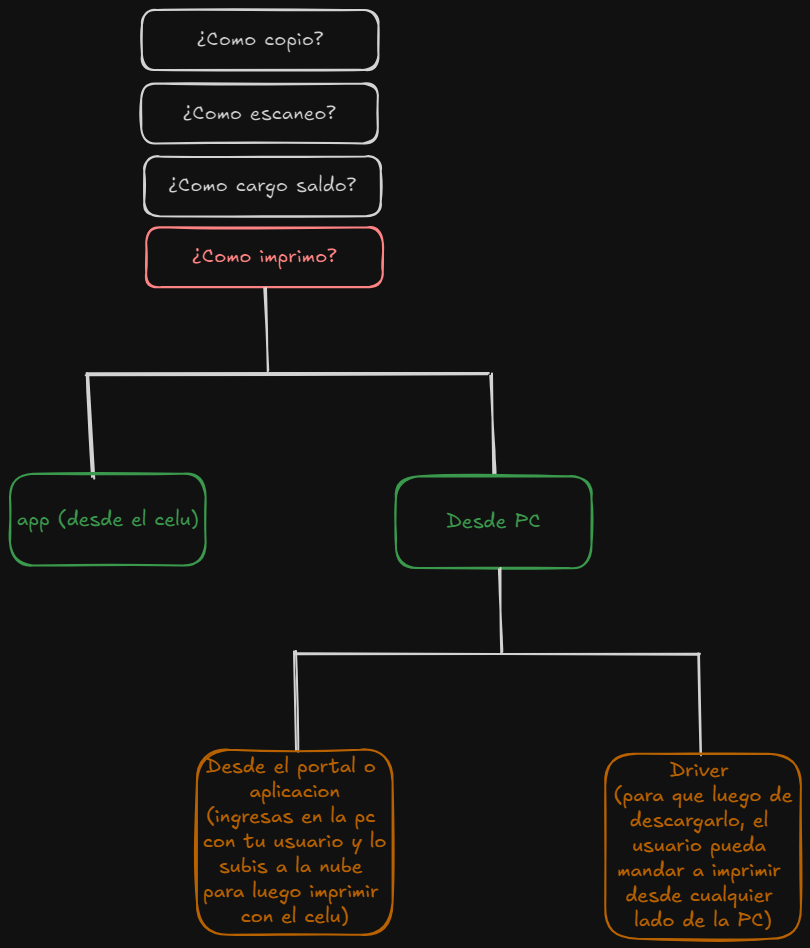 ¿Como copio?
¿Como escaneo?
¿Como cargo saldo?
¿Como imprimo?
app (desde el celu)
Desde PC
Desde el portal o
aplicacion
(ingresas en la pc
con tu usuario y lo
subis a la nube
para luego imprimir
con el celu)
Driver
(para que luego de
descargarlo, el
usuario pueda
mandar a imprimir
desde cualquier
lado de la PC)